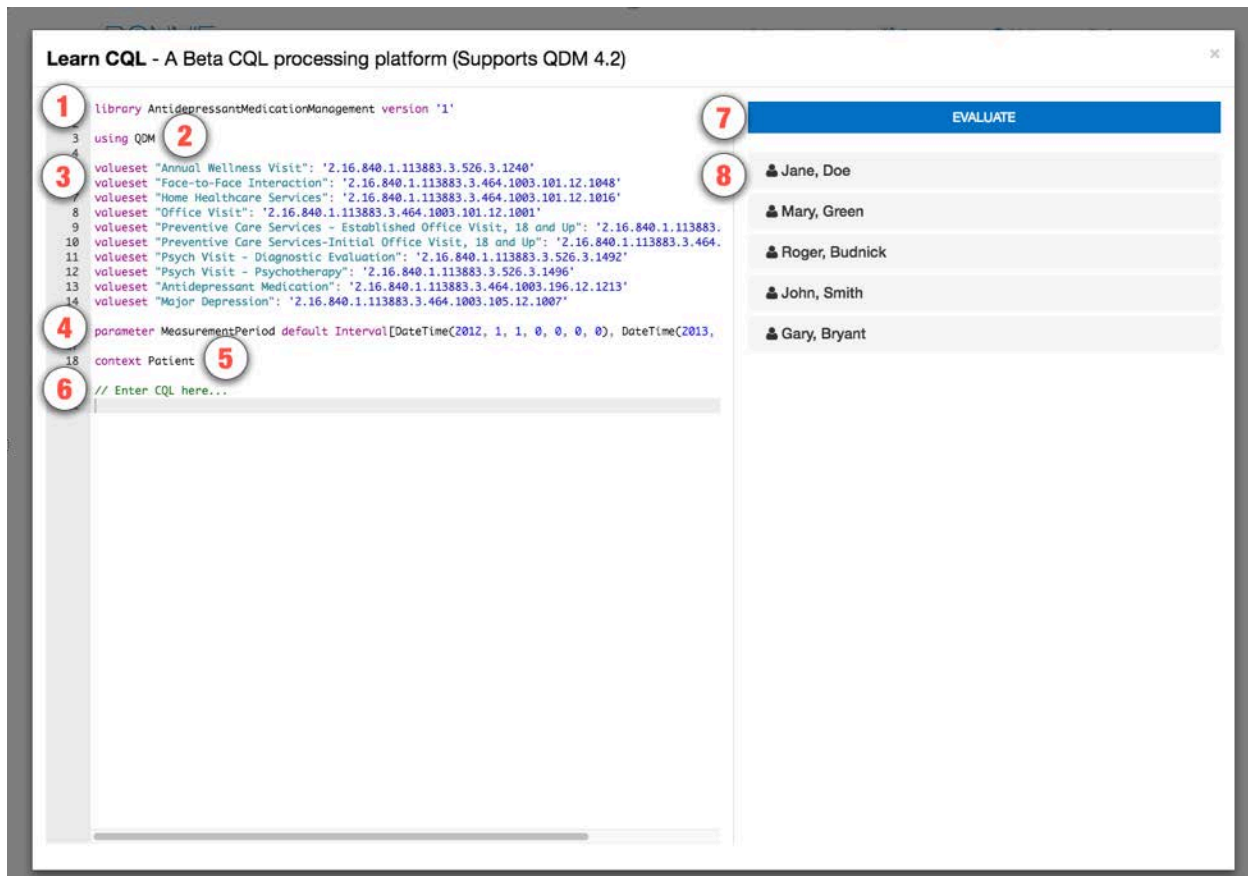 Learn CQL - A Beta CQL processing platform (Supports QDM 4.2)
×
1 library AntidepressantMedicationManagement version '1'
2
3 using QDM 2
4
3 valueset "Annual Wellness Visit": '2.16.840.1.113883.3.526.3.1240'
valueset "Face-to-Face Interaction": '2.16.840.1.113883.3.464.1003.101.12.1048'
7 valueset "Home Healthcare Services": '2.16.840.1.113883.3.464.1003.101.12.1016'
8 valueset "Office Visit": '2.16.840.1.113883.3.464.1003.101.12.1001'
9 valueset "Preventive Care Services - Established Office Visit, 18 and Up": '2.16.840.1.113883.
10 valueset "Preventive Care Services-Initial Office Visit, 18 and Up": '2.16.840.1.113883.3.464.
11 valueset "Psych Visit - Diagnostic Evaluation": '2.16.840.1.113883.3.526.3.1492'
12 valueset "Psych Visit - Psychotherapy": '2.16.840.1.113883.3.526.3.1496'
13 valueset "Antidepressant Medication": '2.16.840.1.113883.3.464.1003.196.12.1213'
14 valueset "Major Depression": '2.16.840.1.113883.3.464.1003.105.12.1007'
4 parameter MeasurementPeriod default Interval[DateTime(2012, 1, 1, 0, 0, 0, 0), DateTime(2013,
18 context Patient 5
6 // Enter CQL here...
7 EVALUATE
8 Jane, Doe
Mary, Green
Roger, Budnick
John, Smith
Gary, Bryant